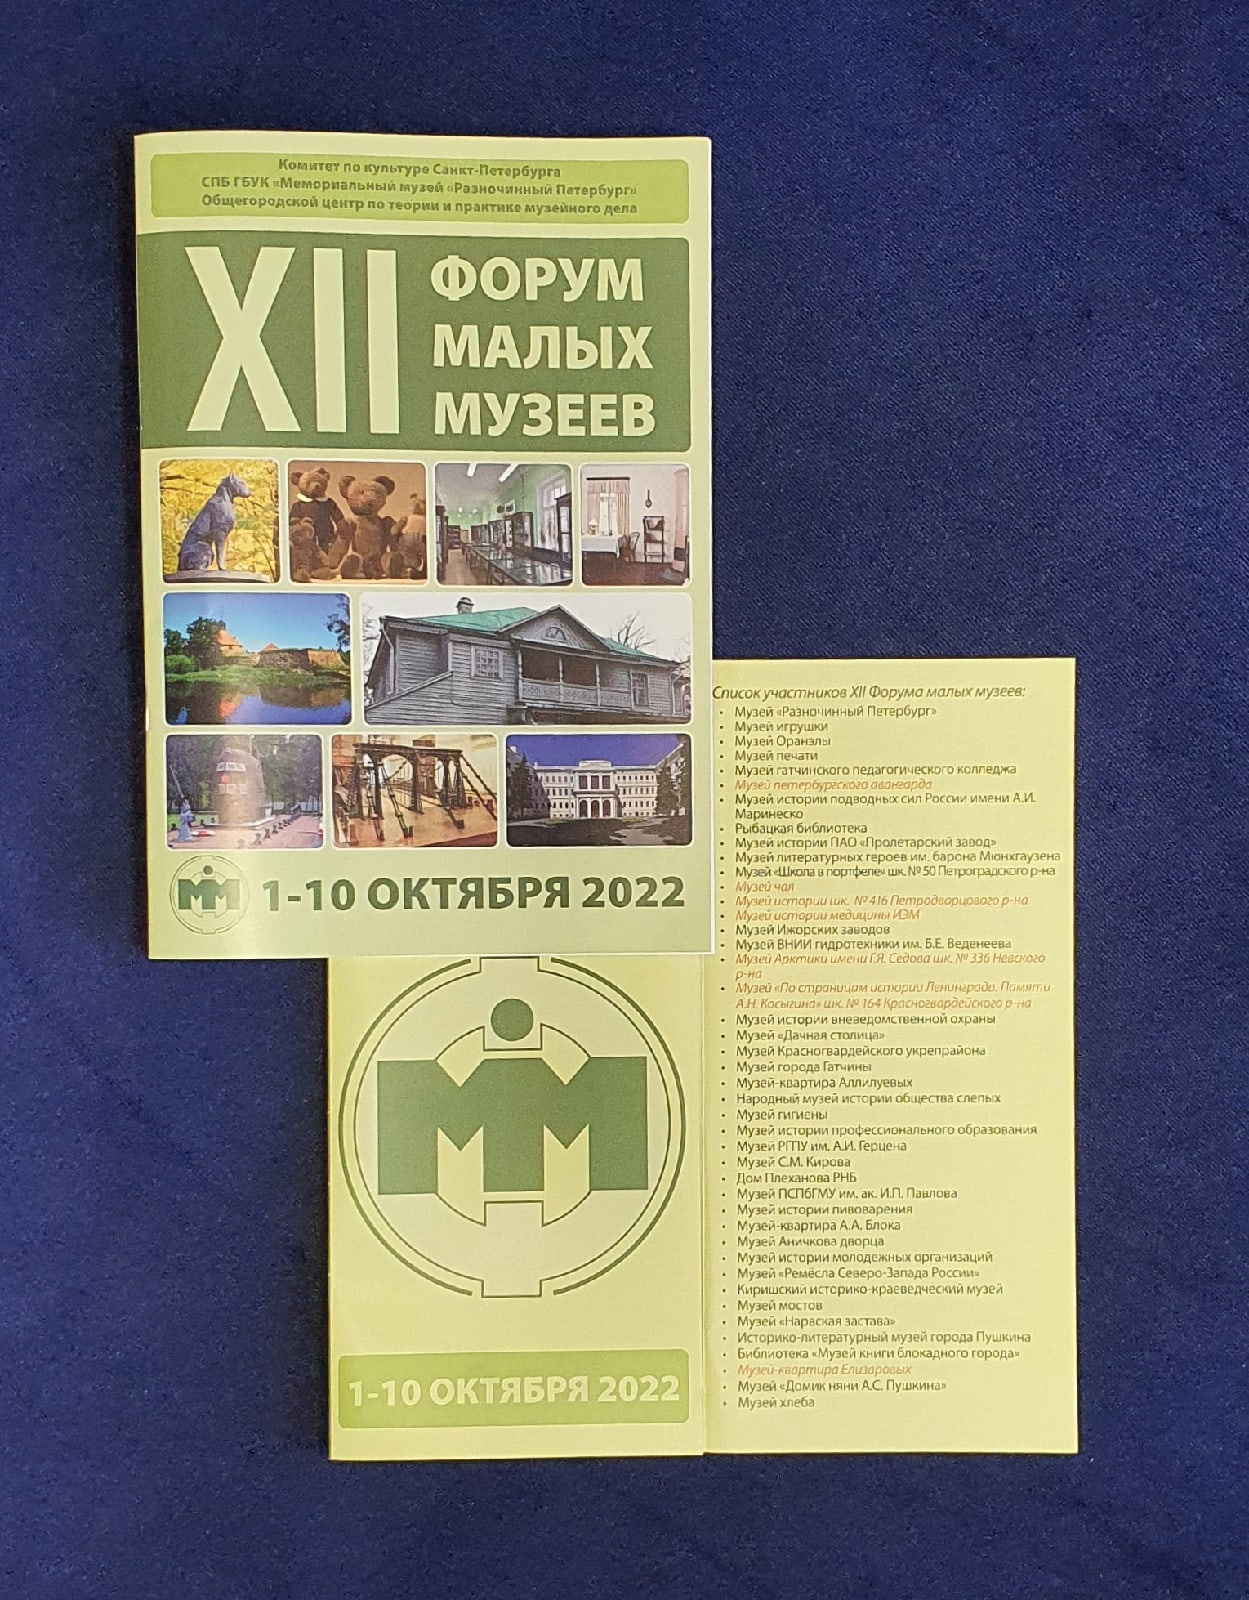 Комитет по культуре Санкт-Петербурга
СПБ ГБУК «Мемориальный музей «Разночинный Петербург»
Общегородской центр по теории и практике музейного дела
XII
ФОРУМ
МАЛЫХ
МУЗЕЕВ
ММ
1-10 ОКТЯБРЯ 2022
ММ
1-10 ОКТЯБРЯ 2022
Список участников XII Форума малых музеев:
• Музей «Разночинный Петербург»
• Музей игрушки
• Музей Оранэлы
• Музей печати
• Музей гатчинского педагогического колледжа
• Музей петербургского авангарда
• Музей истории подводных сил России имени А.И.
Маринеско
• Рыбацкая библиотека
• Музей истории ПАО «Пролетарский завод»
• Музей литературных героев им. барона Мюнхгаузена
• Музей «Школа в портфеле» шк. № 50 Петроградского р-на
• Музей чая
• Музей истории шк. № 416 Петродворцового р-на
• Музей истории медицины ИЭМ
• Музей Ижорских заводов
• Музей ВНИИ гидротехники им. Б.Е. Веденеева
• Музей Арктики имени Г.Я. Седова шк. № 336 Невского
р-на
• Музей «По страницам истории Ленинграда. Памяти
А.Н. Косыгина» шк. № 164 Красногвардейского р-на
• Музей истории вневедомственной охраны
• Музей «Дачная столица»
• Музей Красногвардейского укрепрайона
• Музей города Гатчины
• Музей-квартира Аллилуевых
• Народный музей истории общества слепых
• Музей гигиены
• Музей истории профессионального образования
• Музей РГПУ им. А.И. Герцена
• Музей С.М. Кирова
• Дом Плеханова РНБ
• Музей ПСПбГМУ им. ак. И.П. Павлова
• Музей истории пивоварения
• Музей-квартира А.А. Блока
• Музей Аничкова дворца
• Музей истории молодежных организаций
• Музей «Ремёсла Северо-Запада России»
• Киришский историко-краеведческий музей
• Музей мостов
• Музей «Нарвская застава»
• Историко-литературный музей города Пушкина
• Библиотека «Музей книги блокадного города»
• Музей-квартира Елизаровых
• Музей «Домик няни А.С. Пушкина»
• Музей хлеба